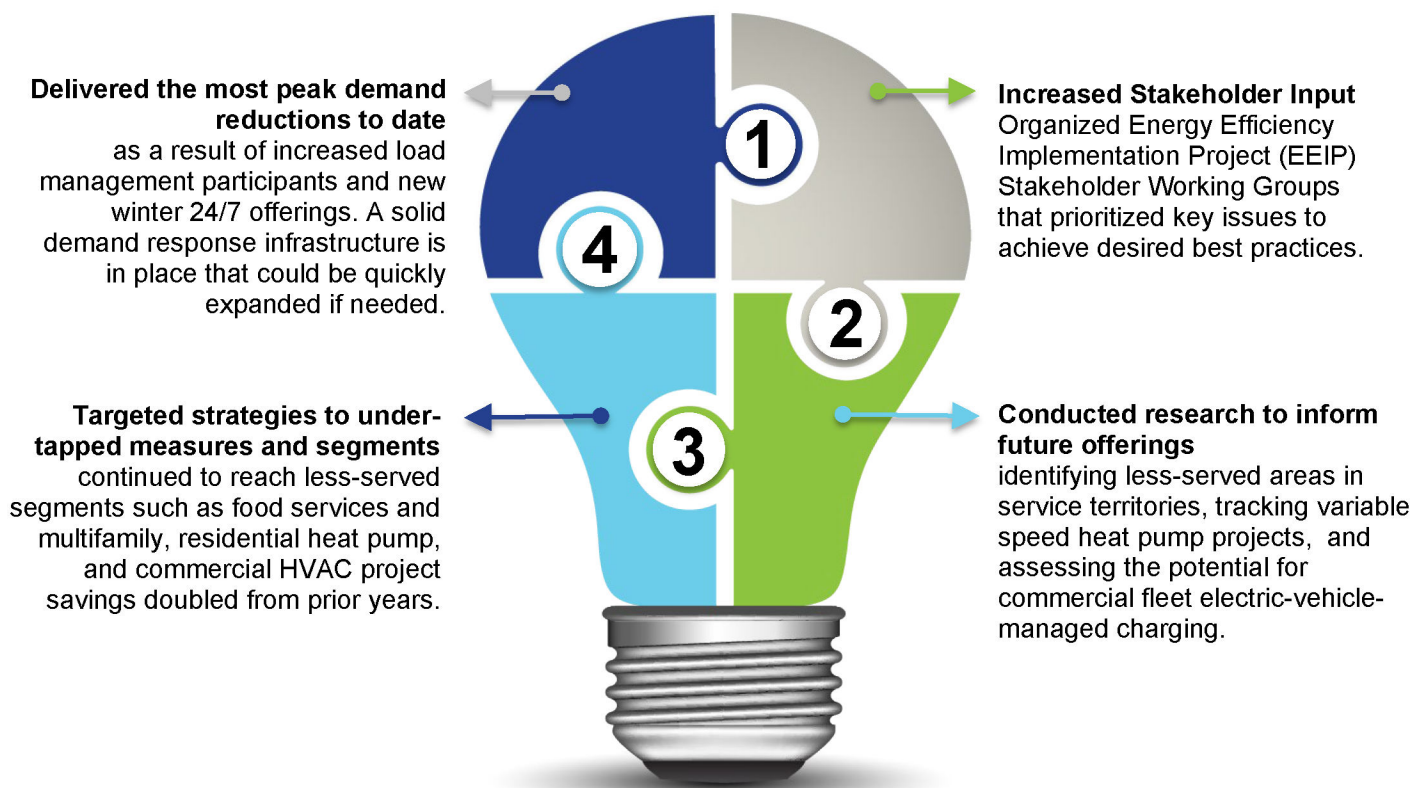 Delivered the most peak demand
reductions to date
as a result of increased load
management participants and new
winter 24/7 offerings. A solid
demand response infrastructure is
in place that could be quickly
expanded if needed.
1
Increased Stakeholder Input
Organized Energy Efficiency
Implementation Project (EEIP)
Stakeholder Working Groups
that prioritized key issues to
achieve desired best practices.
4
2
Targeted strategies to under-
tapped measures and segments
continued to reach less-served
segments such as food services and
multifamily, residential heat pump,
and commercial HVAC project
savings doubled from prior years.
3
Conducted research to inform
future offerings
identifying less-served areas in
service territories, tracking variable
speed heat pump projects,  and
assessing the potential for
commercial fleet electric-vehicle-
managed charging.